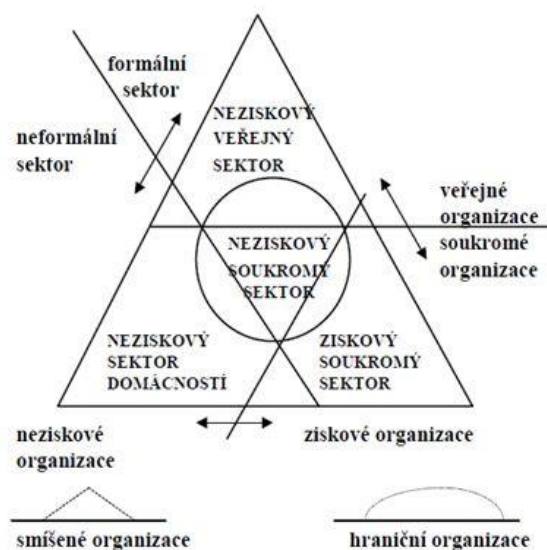 formální
sektor
neformální
sektor
NEZISKOVÝ
VEŘEJNÝ
SEKTOR
veřejné
organizace
soukromé
organizace
NEZISKOVÝ
SOUKROMÝ
SEKTOR
NEZISKOVÝ
SEKTOR
DOMÁCNOSTÍ
ZISKOVÝ
SOUKROMÝ
SEKTOR
neziskové
organizace
ziskové organizace
smíšené organizace
hraniční organizace